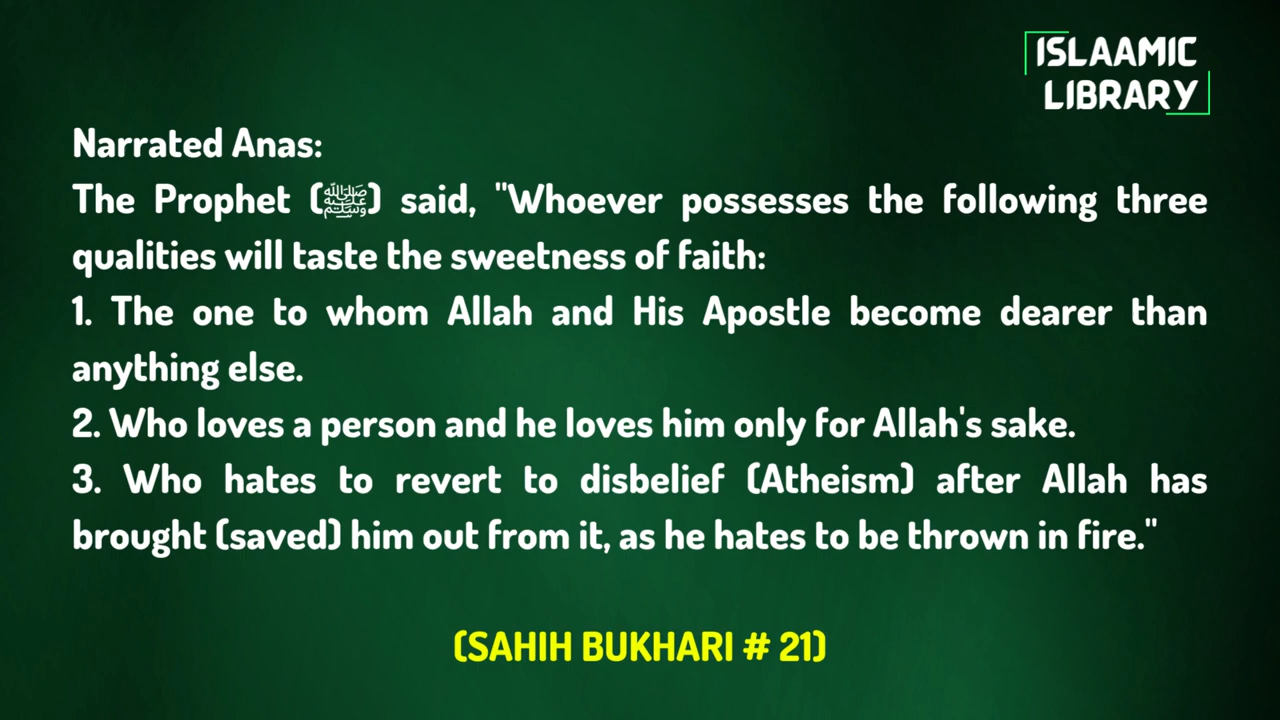 ISLAAMIC
LIBRARY
Narrated Anas:
The Prophet (ﷺ) said, "Whoever possesses the following three
qualities will taste the sweetness of faith:
1. The one to whom Allah and His Apostle become dearer than
anything else.
2. Who loves a person and he loves him only for Allah's sake.
3. Who hates to revert to disbelief (Atheism) after Allah has
brought (saved) him out from it, as he hates to be thrown in fire."
(SAHIH BUKHARI # 21)